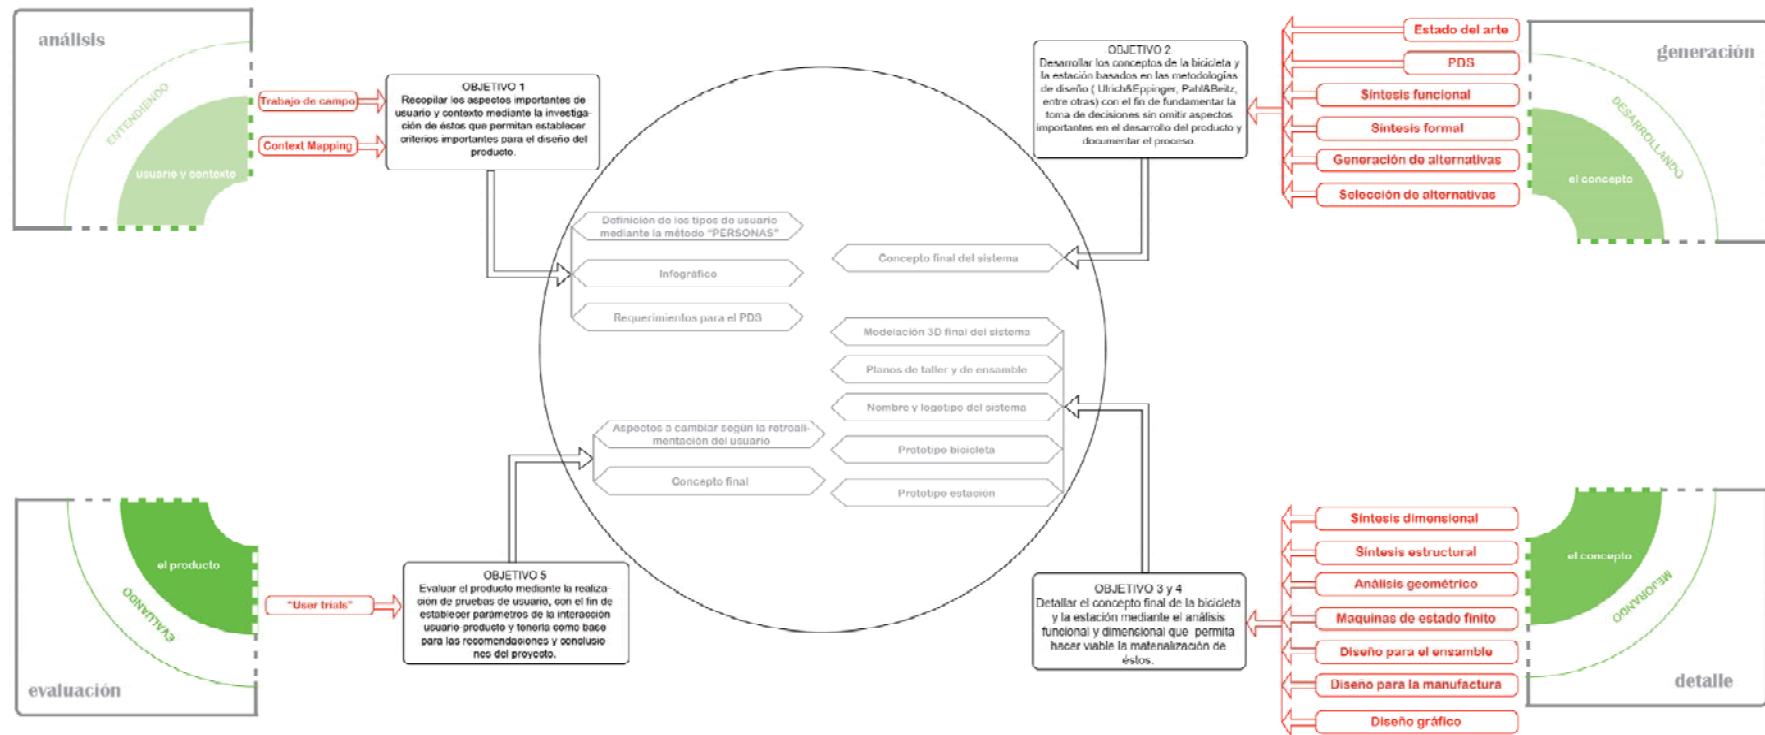 análisis
ENTENDIENDO
usuario y contexto
Trabajo de campo
Context Mapping
OBJETIVO 1
Recopilar los aspectos importantes de
usuario y contexto mediante la investiga-
ción de éstos que permitan establecer
criterios importantes para el diseño del
producto.
OBJETIVO 2
Desarrollar los conceptos de la bicicleta y
la estación basados en las metodologías
de diseño ( Ulrich&Eppinger, Pahl&Beitz,
entre otras) con el fin de fundamentar la
toma de decisiones sin omitir aspectos
importantes en el desarrollo del producto y
documentar el proceso.
Estado del arte
PDS
Síntesis funcional
Síntesis formal
Generación de alternativas
Selección de alternativas
generación
DESARROLLANDO
el concepto
Definición de los tipos de usuario
mediante la método "PERSONAS"
Infográfico
Requerimientos para el PDS
Concepto final del sistema
Modelación 3D final del sistema
Planos de taller y de ensamble
Nombre y logotipo del sistema
Prototipo bicicleta
Prototipo estación
Aspectos a cambiar según la retroali-
mentación del usuario
Concepto final
el producto
EVALUANDO
evaluación
"User trials"
OBJETIVO 5
Evaluar el producto mediante la realiza-
ción de pruebas de usuario, con el fin de
establecer parámetros de la interacción
usuario-producto y tenerla como base
para las recomendaciones y conclusio
nes del proyecto.
OBJETIVO 3 y 4
Detallar el concepto final de la bicicleta
y la estación mediante el análisis
funcional y dimensional que permita
hacer viable la materialización de
éstos.
Síntesis dimensional
Síntesis estructural
Análisis geométrico
Maquinas de estado finito
Diseño para el ensamble
Diseño para la manufactura
Diseño gráfico
el concepto
MEJORANDO
detalle